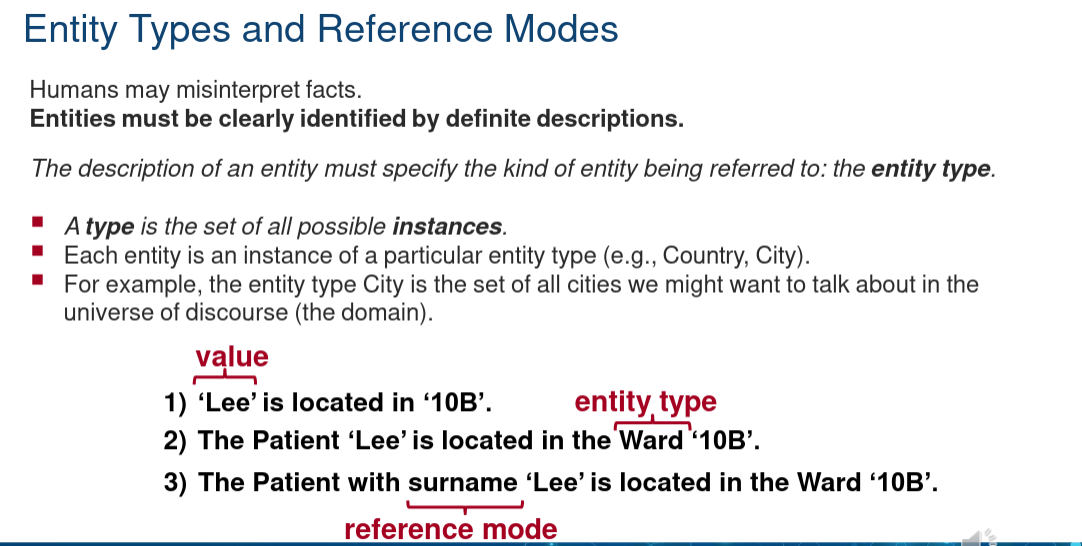 Entity Types and Reference Modes
Humans may misinterpret facts.
Entities must be clearly identified by definite descriptions.
The description of an entity must specify the kind of entity being referred to: the entity type.
A type is the set of all possible instances.
Each entity is an instance of a particular entity type (e.g., Country, City).
For example, the entity type City is the set of all cities we might want to talk about in the
universe of discourse (the domain).
value
1) ‘Lee’ is located in ‘10B’.
entity type
2) The Patient ‘Lee’ is located in the Ward ‘10B’.
3) The Patient with surname ‘Lee’ is located in the Ward ‘10B’.
reference mode